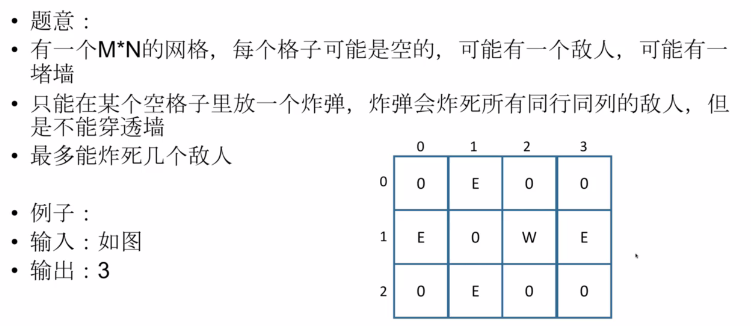 • 题意：
• 有一个M*N的网格，每个格子可能是空的，可能有一个敌人，可能有一
堵墙
• 只能在某个空格子里放一个炸弹，炸弹会炸死所有同行同列的敌人，但
是不能穿透墙
• 最多能炸死几个敌人
• 例子：
• 输入：如图
• 输出：3
0 1 2 3
0 0 E 0 0
1 E 0 W E
2 0 E 0 0